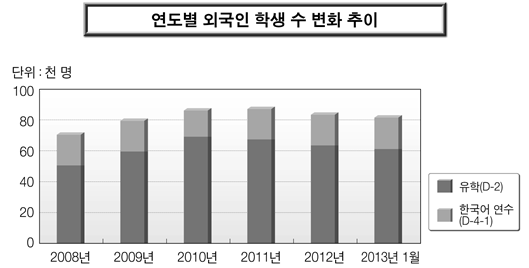 연도별 외국인 학생 수 변화 추이
단위 : 천 명
100
80
60
40
20
0
2008년 2009년 2010년 2011년 2012년 2013년 1월
유학(D-2)
한국어 연수
(D-4-1)